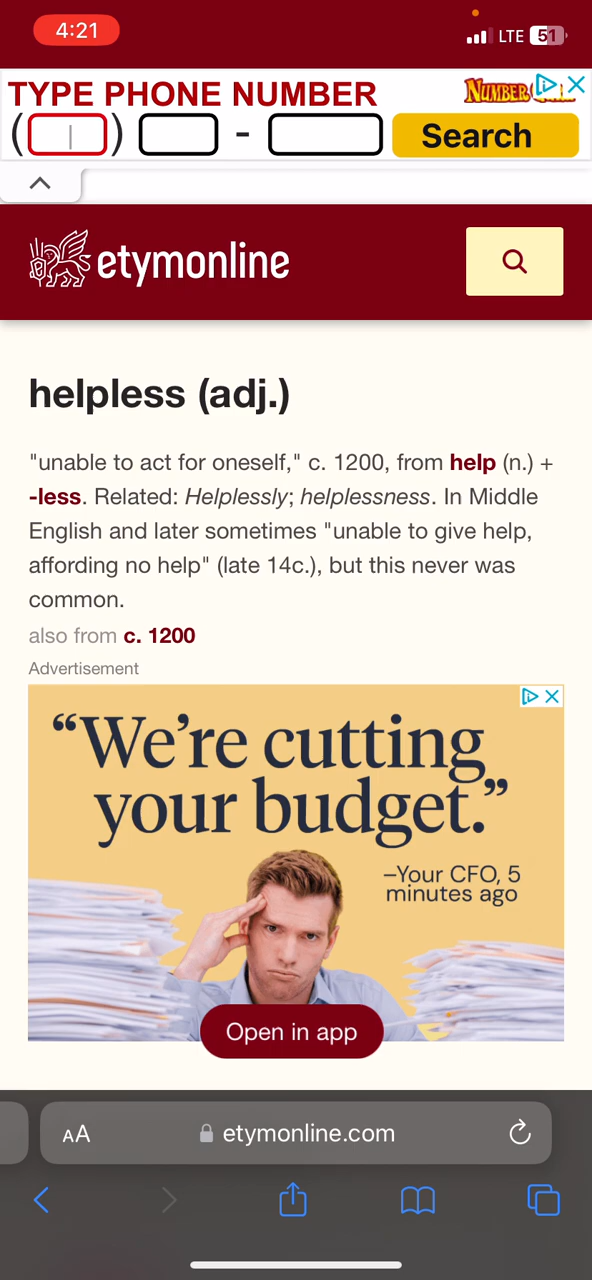 4:21
LTE 51
TYPE PHONE NUMBER
( ) - Search
etymonline
helpless (adj.)
"unable to act for oneself," c. 1200, from help (n.) +
-less. Related: Helplessly; helplessness. In Middle
English and later sometimes "unable to give help,
affording no help" (late 14c.), but this never was
common.
also from c. 1200
Advertisement
“We’re cutting
your budget.”
–Your CFO, 5
minutes ago
Open in app
AA etymonline.com